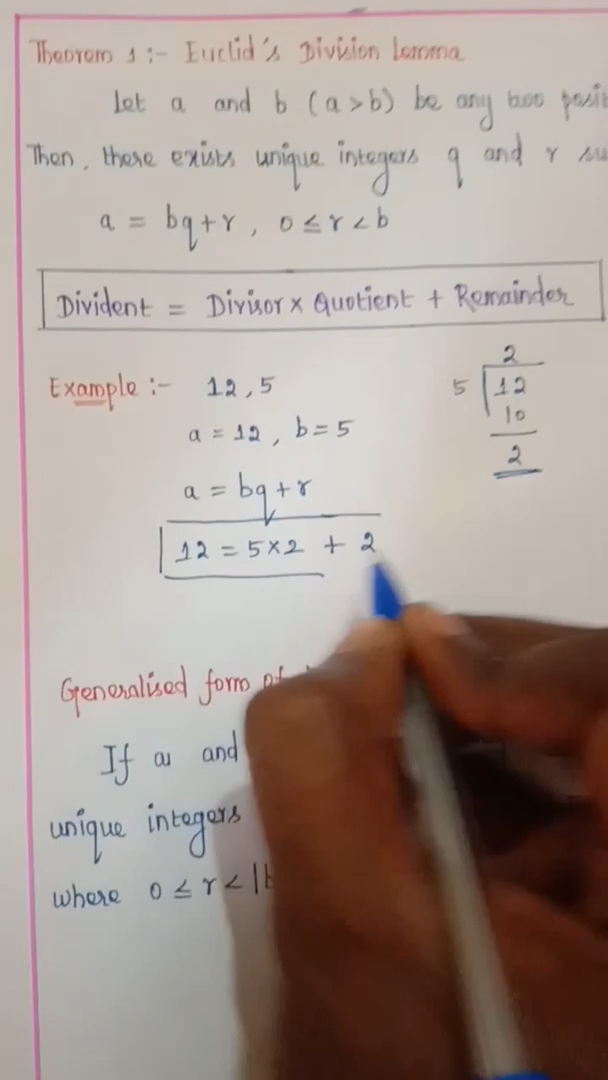 Theorem 1 :- Euclid's Division Lemma
Let a and b (a > b) be any two
Then, there exists unique integers q and r
a = bq + r , 0 ≤ r < b
Divident = Divisor × Quotient + Remainder
Example :- 12 , 5
a = 12 , b = 5
a = bq + r
12 = 5 × 2 + 2
2
5 12
10
2
Generalised form of
If a and
unique integers
where 0 ≤ r < |b